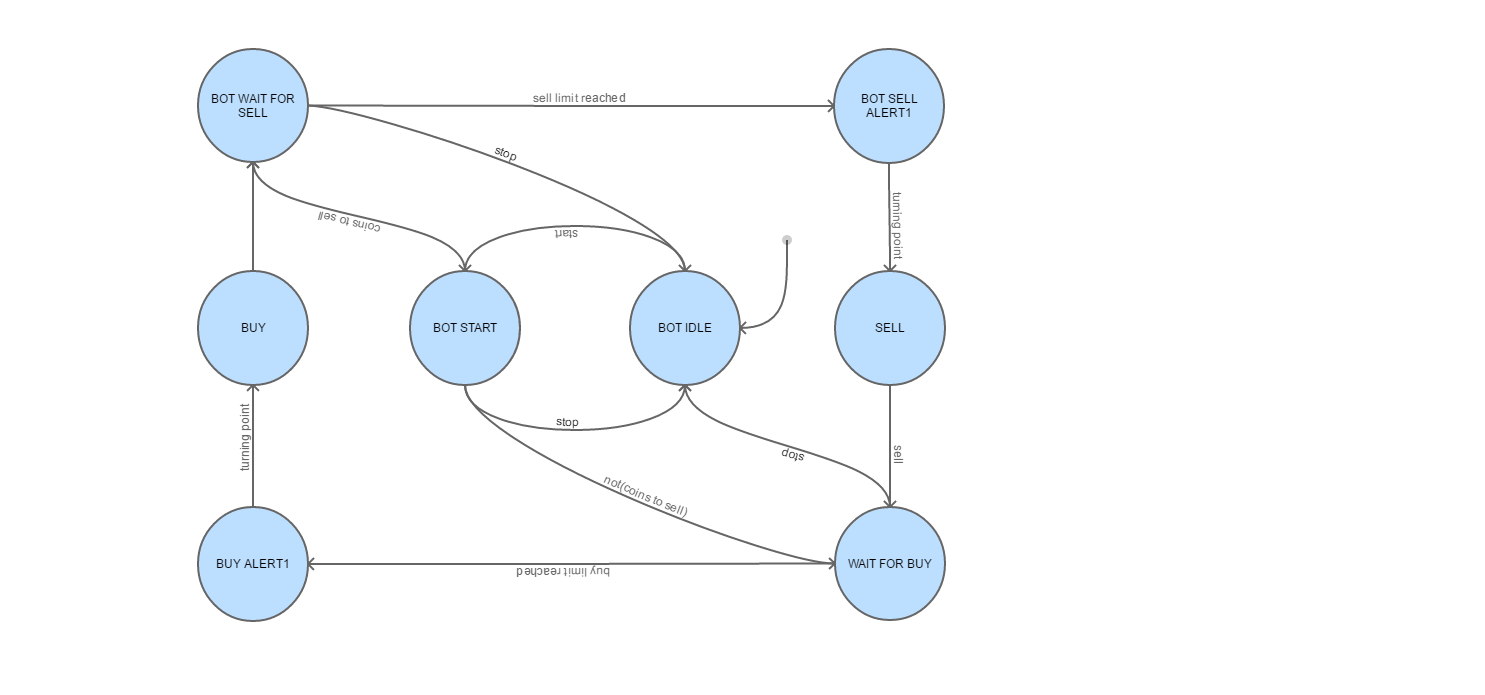 BOT WAIT FOR
SELL
sell limit reached
BOT SELL
ALERT1
stop
coins to sell
start
turning point
BUY
BOT START
BOT IDLE
SELL
turning point
stop
stop
sell
not(coins to sell)
BUY ALERT1
buy limit reached
WAIT FOR BUY